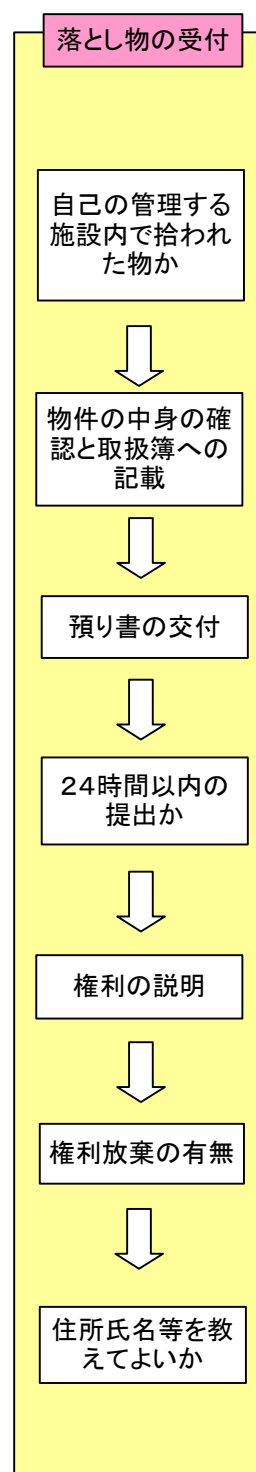 落とし物の受付
自己の管理する
施設内で拾われ
た物か
物件の中身の確
認と取扱簿への
記載
預り書の交付
２４時間以内の
提出か
権利の説明
権利放棄の有無
住所氏名等を教
えてよいか